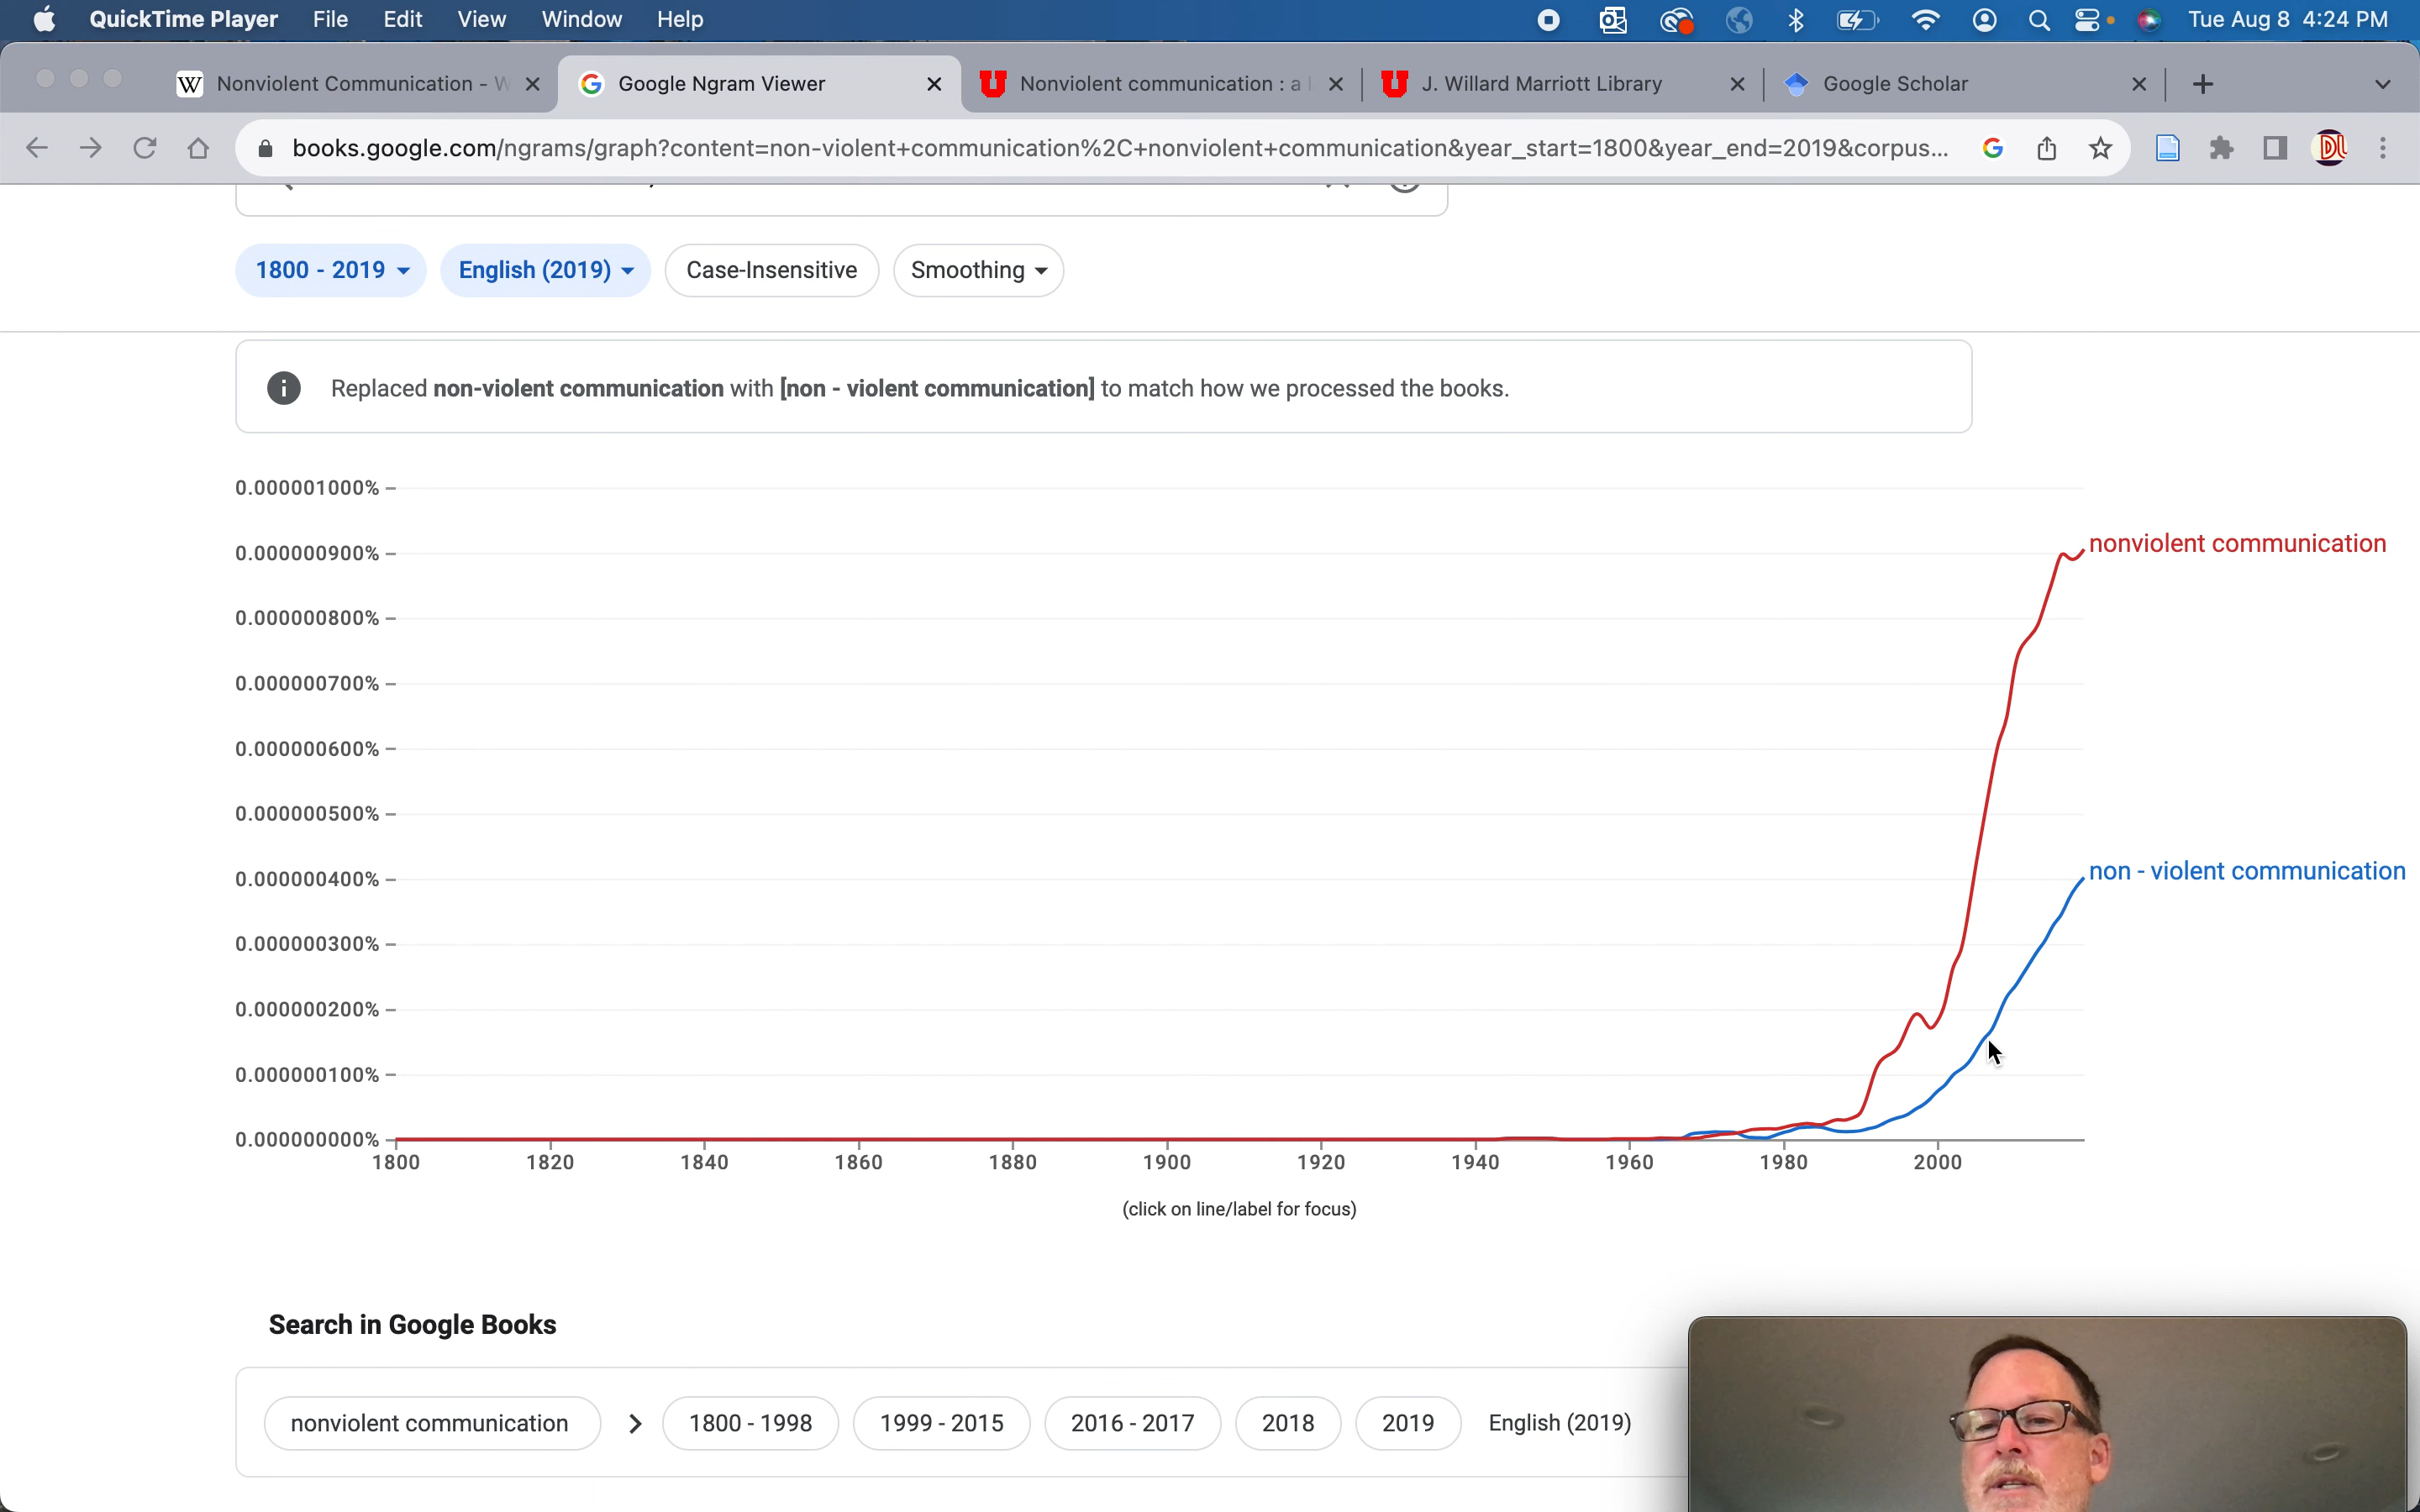 QuickTime Player File Edit View Window Help Tue Aug 8 4:24 PM
Nonviolent Communication - W Google Ngram Viewer Nonviolent communication : a J. Willard Marriott Library Google Scholar
books.google.com/ngrams/graph?content=non-violent+communication%2C+nonviolent+communication&year_start=1800&year_end=2019&corpus...
1800 - 2019 English (2019) Case-Insensitive Smoothing
Replaced non-violent communication with [non - violent communication] to match how we processed the books.
0.000001000%
nonviolent communication
0.000000900%
0.000000800%
0.000000700%
0.000000600%
0.000000500%
non - violent communication
0.000000400%
0.000000300%
0.000000200%
0.000000100%
0.000000000%
1800 1820 1840 1860 1880 1900 1920 1940 1960 1980 2000
(click on line/label for focus)
Search in Google Books
nonviolent communication > 1800 - 1998 1999 - 2015 2016 - 2017 2018 2019 English (2019)